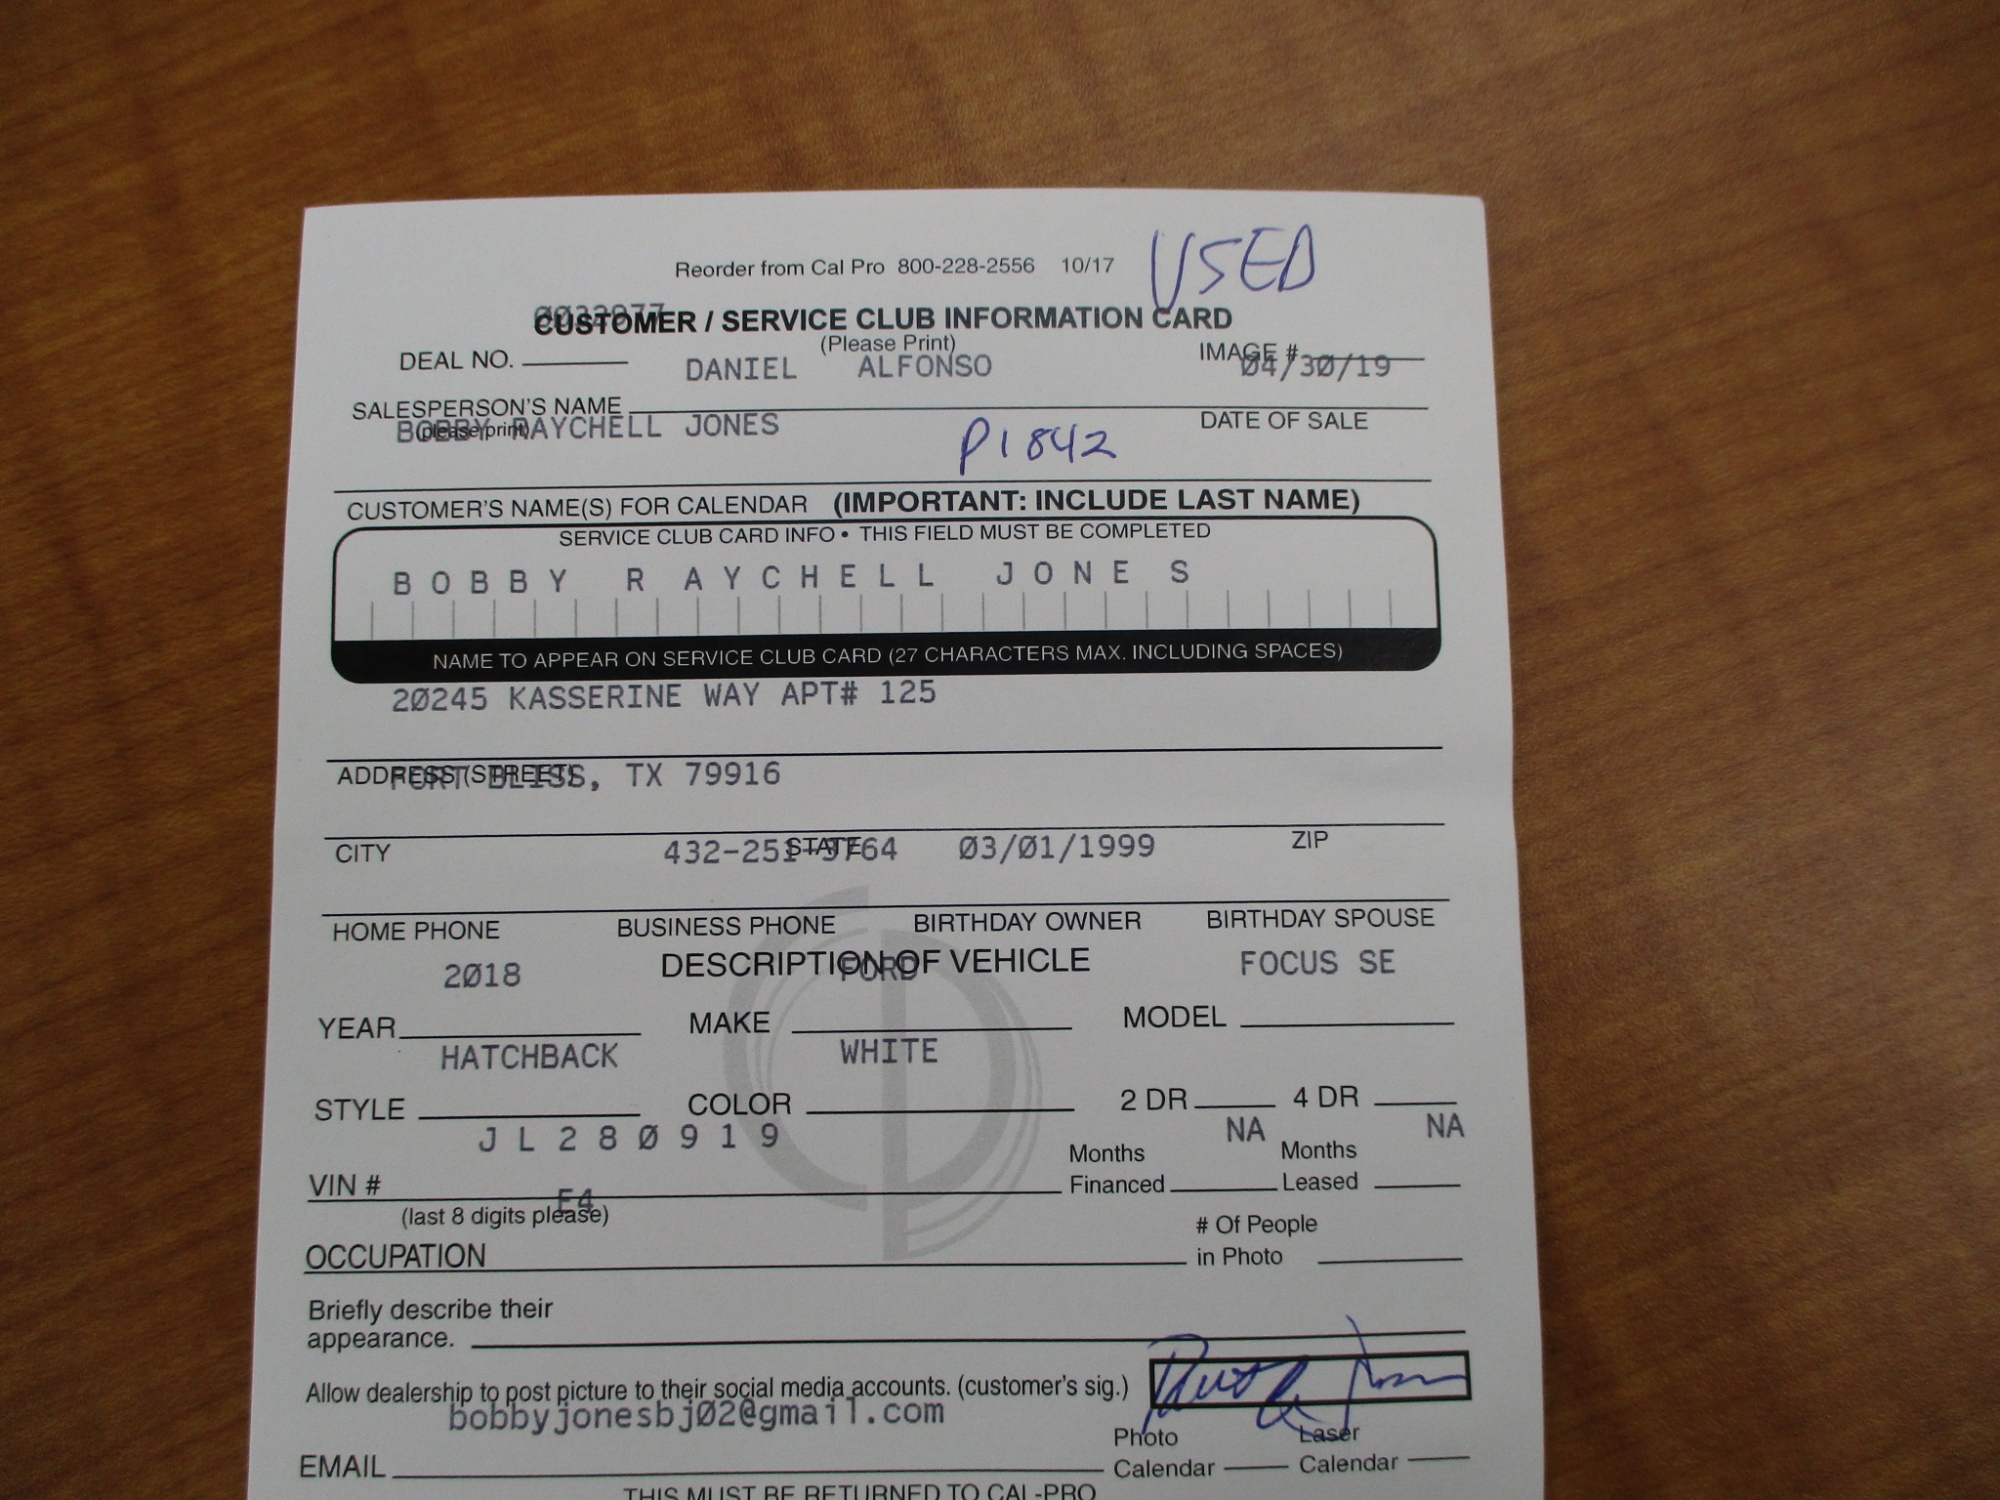 Reorder from Cal Pro 800-228-2556 10/17
USED
CUSTOMER / SERVICE CLUB INFORMATION CARD
(Please Print)
DEAL NO.
DANIEL ALFONSO
IMAGE #
04/30/19
SALESPERSON'S NAME
(please print)
BOBBY RAYCHELL JONES
P1842
DATE OF SALE
CUSTOMER'S NAME(S) FOR CALENDAR (IMPORTANT: INCLUDE LAST NAME)
SERVICE CLUB CARD INFO • THIS FIELD MUST BE COMPLETED
BOBBY RAYCHELL JONES
NAME TO APPEAR ON SERVICE CLUB CARD (27 CHARACTERS MAX. INCLUDING SPACES)
20245 KASSERINE WAY APT# 125
ADDRESS (STREET)
FORT BLISS, TX 79916
CITY STATE ZIP
03/01/1999
HOME PHONE BUSINESS PHONE BIRTHDAY OWNER BIRTHDAY SPOUSE
DESCRIPTION OF VEHICLE
2018 FORD FOCUS SE
YEAR MAKE MODEL
HATCHBACK WHITE
STYLE COLOR 2 DR 4 DR
JL280919
NA NA
VIN # Months Financed Months Leased
(last 8 digits please)
E4
OCCUPATION # Of People in Photo
Briefly describe their
appearance.
Allow dealership to post picture to their social media accounts. (customer's sig.)
bobbyjonesbj02@gmail.com
EMAIL Photo Calendar Laser Calendar
THIS MUST BE RETURNED TO CAL-PRO